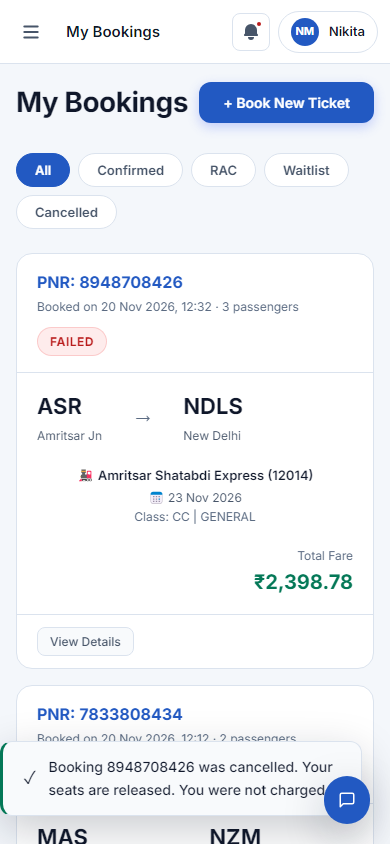 My Bookings
NM Nikita
My Bookings
+ Book New Ticket
All Confirmed RAC Waitlist
Cancelled
PNR: 8948708426
Booked on 20 Nov 2026, 12:32 · 3 passengers
FAILED
ASR → NDLS
Amritsar Jn New Delhi
Amritsar Shatabdi Express (12014)
23 Nov 2026
Class: CC | GENERAL
Total Fare
₹2,398.78
View Details
PNR: 7833808434
Booked on 20 Nov 2026, 12:12 · 2 passengers
✓ Booking 8948708426 was cancelled. Your
seats are released. You were not charged
MAS NZM